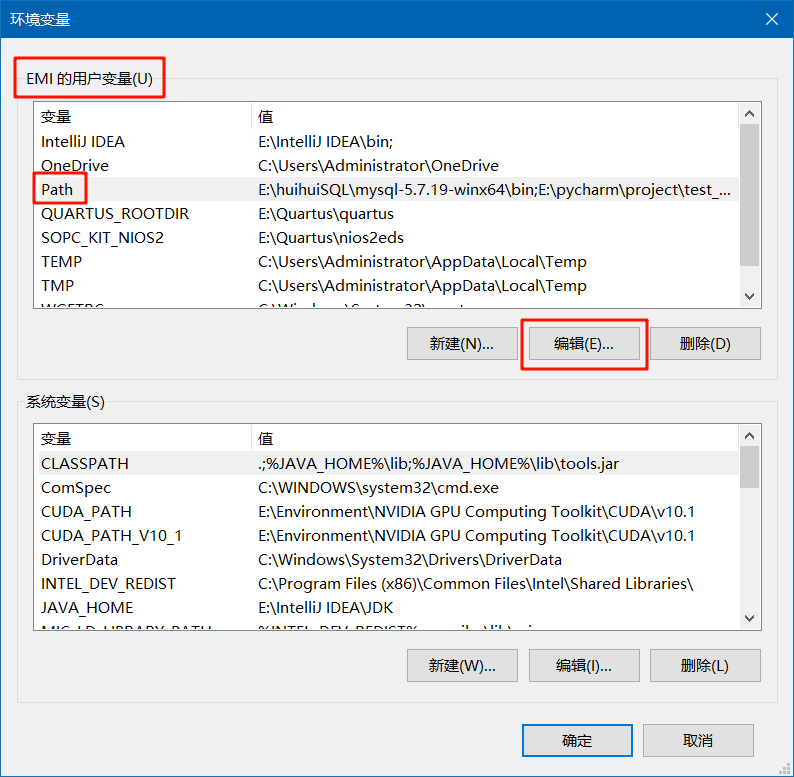 环境变量
EMI 的用户变量(U)
变量 值
IntelliJ IDEA E:\IntelliJ IDEA\bin;
OneDrive C:\Users\Administrator\OneDrive
Path E:\huihuiSQL\mysql-5.7.19-winx64\bin;E:\pycharm\project\test_...
QUARTUS_ROOTDIR E:\Quartus\quartus
SOPC_KIT_NIOS2 E:\Quartus\nios2eds
TEMP C:\Users\Administrator\AppData\Local\Temp
TMP C:\Users\Administrator\AppData\Local\Temp
新建(N)... 编辑(E)... 删除(D)
系统变量(S)
变量 值
CLASSPATH .;%JAVA_HOME%\lib;%JAVA_HOME%\lib\tools.jar
ComSpec C:\WINDOWS\system32\cmd.exe
CUDA_PATH E:\Environment\NVIDIA GPU Computing Toolkit\CUDA\v10.1
CUDA_PATH_V10_1 E:\Environment\NVIDIA GPU Computing Toolkit\CUDA\v10.1
DriverData C:\Windows\System32\Drivers\DriverData
INTEL_DEV_REDIST C:\Program Files (x86)\Common Files\Intel\Shared Libraries\
JAVA_HOME E:\IntelliJ IDEA\JDK
新建(W)... 编辑(I)... 删除(L)
确定 取消